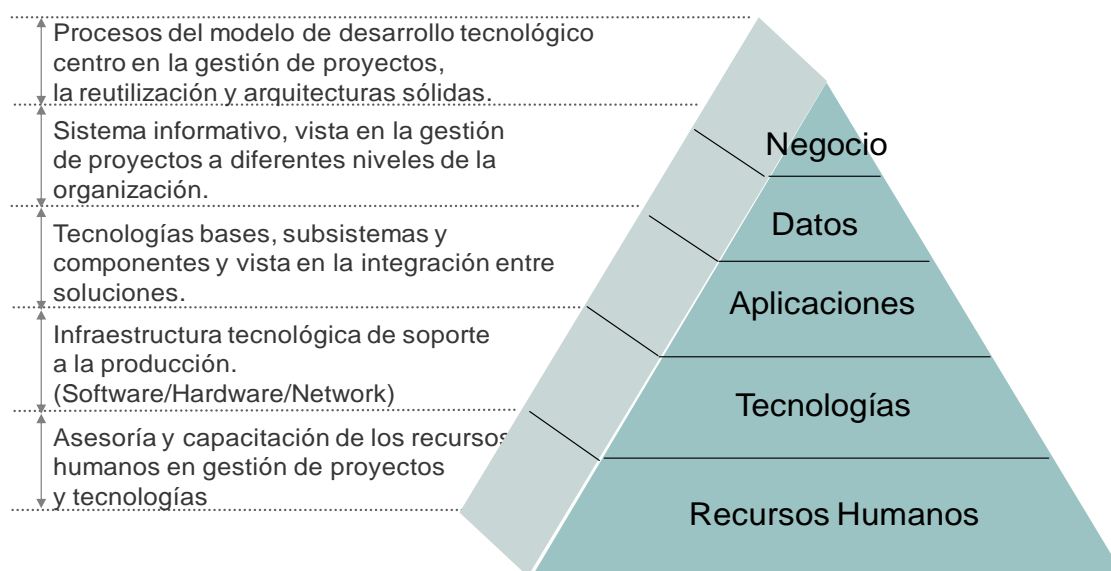 Procesos del modelo de desarrollo tecnológico
centro en la gestión de proyectos,
la reutilización y arquitecturas sólidas.
Sistema informativo, vista en la gestión
de proyectos a diferentes niveles de la
organización.
Tecnologías bases, subsistemas y
componentes y vista en la integración entre
soluciones.
Infraestructura tecnológica de soporte
a la producción.
(Software/Hardware/Network)
Asesoría y capacitación de los recursos
humanos en gestión de proyectos
y tecnologías
Negocio
Datos
Aplicaciones
Tecnologías
Recursos Humanos